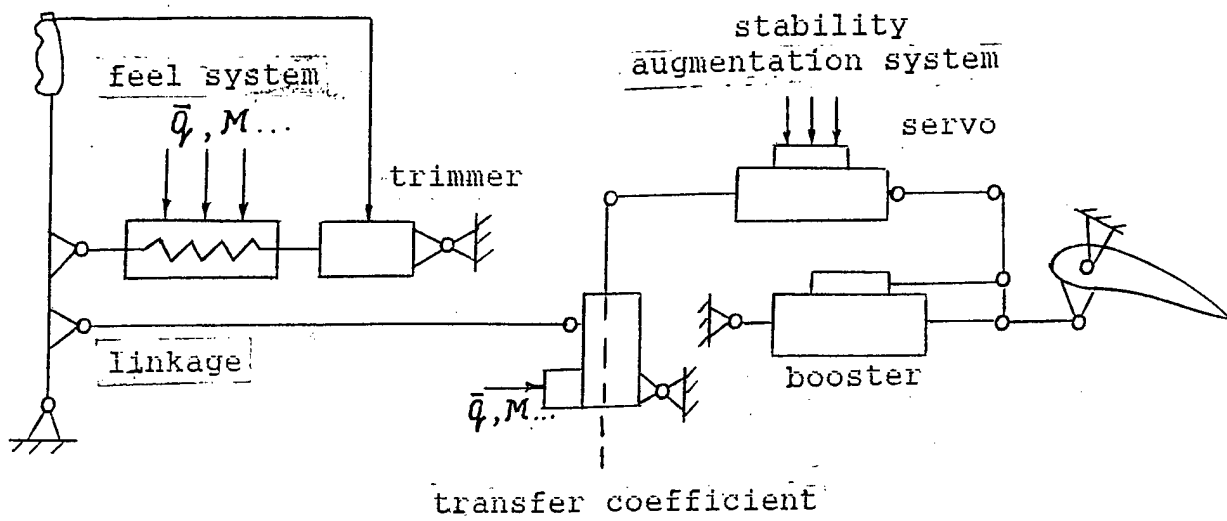 stability
augmentation system
feel system
q̄, M...
servo
trimmer
linkage
booster
q̄, M...
transfer coefficient